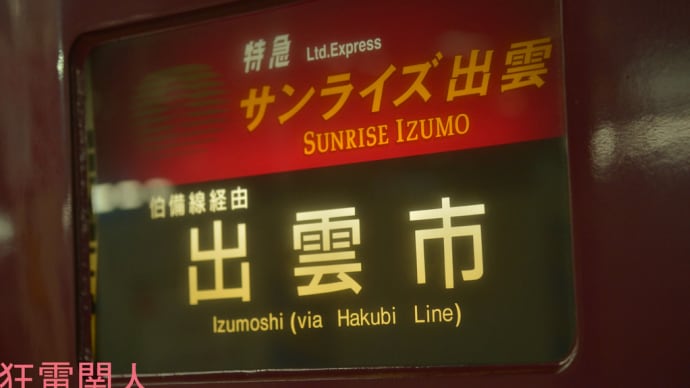 特急 Ltd.Express
サンライズ出雲
SUNRISE IZUMO
伯備線経由
出雲市
Izumoshi (via Hakubi Line)
狂電関人